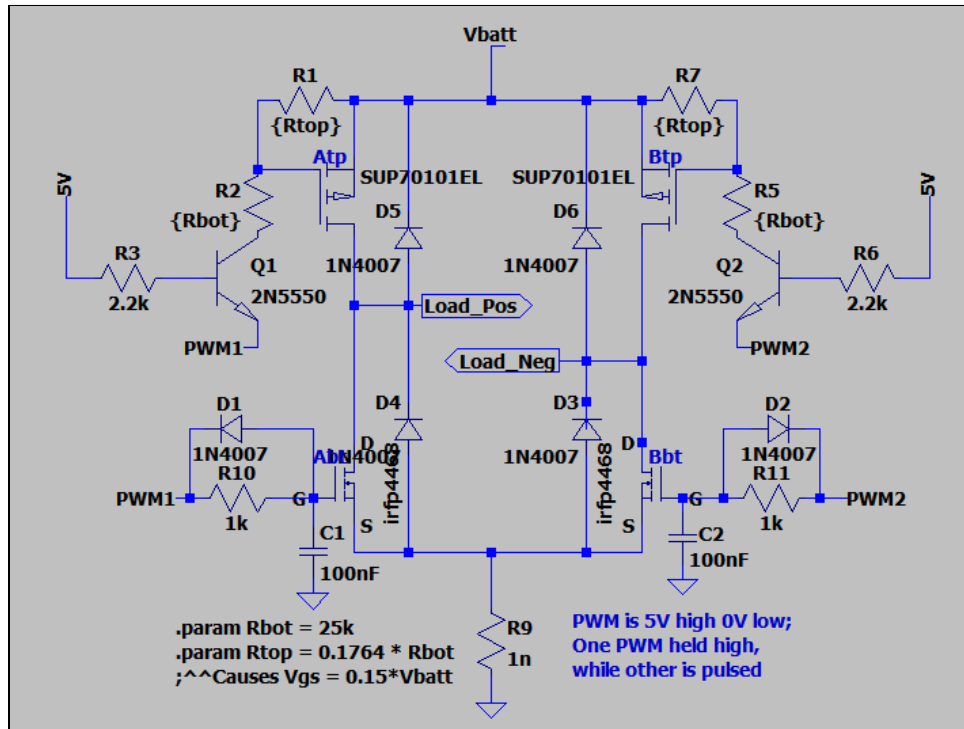 Vbatt
R1
{Rtop}
R7
{Rtop}
Atp
Btp
SUP70101EL
SUP70101EL
5V
R2
{Rbot}
R5
{Rbot}
5V
D5
D6
R3
2.2k
Q1
2N5550
1N4007
1N4007
Q2
2N5550
R6
2.2k
Load_Pos
PWM1
Load_Neg
PWM2
D1
1N4007
D4
1N4007
D3
1N4007
D2
1N4007
R10
1k
PWM1
G
D
S
irfp4468
D
Bbt
S
irfp4468
G
R11
1k
PWM2
C1
100nF
C2
100nF
R9
1n
.param Rbot = 25k
.param Rtop = 0.1764 * Rbot
;^^Causes Vgs = 0.15*Vbatt
PWM is 5V high 0V low;
One PWM held high,
while other is pulsed